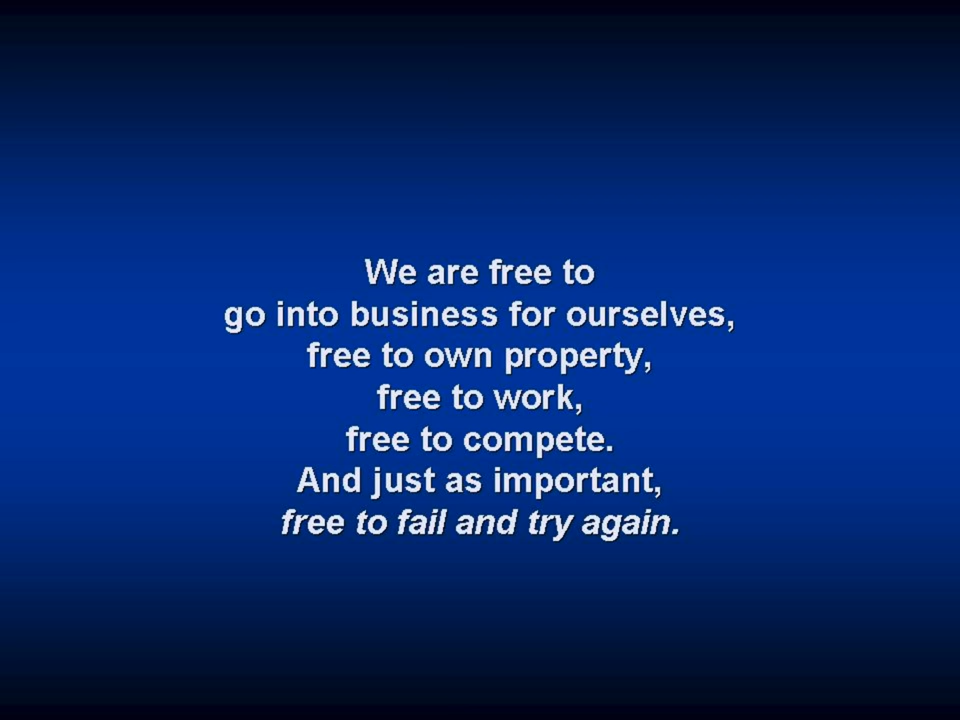 We are free to
go into business for ourselves,
free to own property,
free to work,
free to compete.
And just as important,
free to fail and try again.